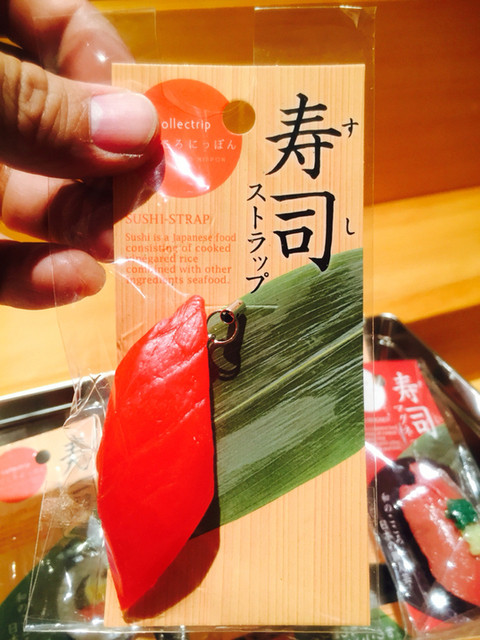 ollectrip
ろにっぽん
寿司
すし
ストラップ
SUSHI-STRAP
Sushi is a Japanese food
consisting of cooked
vinegared rice
combined with other
ingredients seafood.
寿司